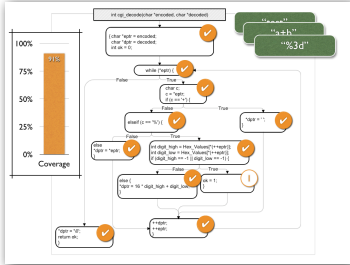 int cgi_decode(char *encoded, char *decoded)
{ char *eptr = encoded;
char *dptr = decoded;
int ok = 0;
while (*eptr) {
False
True
char c;
c = *eptr;
if (c == '+') {
False
True
elseif (c == '%') {
*dptr = ' ';
}
False
True
else
*dptr = *eptr;
}
int digit_high = Hex_Values[*(++eptr)];
int digit_low = Hex_Values[*(++eptr)];
if (digit_high == -1 || digit_low == -1) {
False
True
else {
*dptr = 16 * digit_high + digit_low;
}
ok = 1;
}
++dptr;
++eptr;
}
*dptr = '\0';
return ok;
}
100%
75%
50%
25%
0%
Coverage
"a+b"
"%3d"